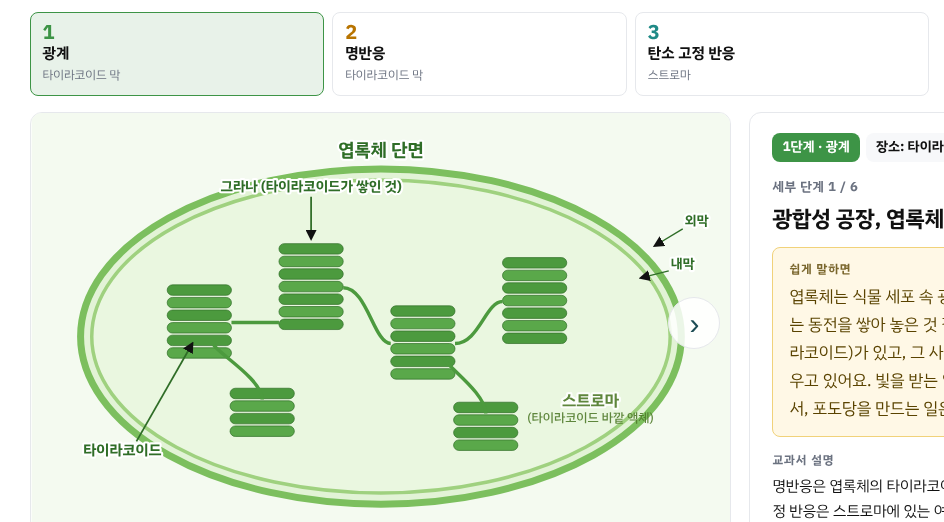 1
광계
타이라코이드 막
2
명반응
타이라코이드 막
3
탄소 고정 반응
스트로마
엽록체 단면
그라나 (타이라코이드가 쌓인 것)
외막
내막
스트로마
(타이라코이드 바깥 액체)
타이라코이드
›
1단계 · 광계
장소: 타이라
세부 단계 1 / 6
광합성 공장, 엽록체
쉽게 말하면
엽록체는 식물 세포 속
는 동전을 쌓아 놓은 것
라코이드)가 있고, 그 사
우고 있어요. 빛을 받는
서, 포도당을 만드는 일은
교과서 설명
명반응은 엽록체의 타이라코
정 반응은 스트로마에 있는 여